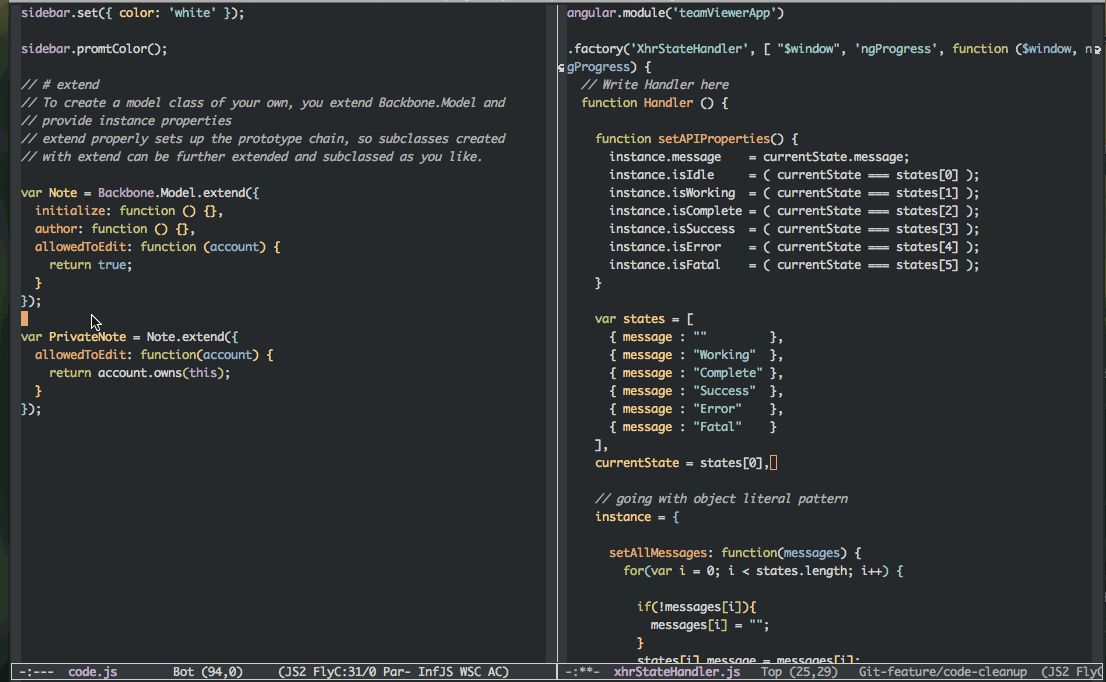 sidebar.set({ color: 'white' });
sidebar.promtColor();
// # extend
// To create a model class of your own, you extend Backbone.Model and
// provide instance properties
// extend properly sets up the prototype chain, so subclasses created
// with extend can be further extended and subclassed as you like.
var Note = Backbone.Model.extend({
  initialize: function () {},
  author: function () {},
  allowedToEdit: function (account) {
    return true;
  }
});
var PrivateNote = Note.extend({
  allowedToEdit: function(account) {
    return account.owns(this);
  }
});
-:---  code.js        Bot (94,0)     (JS2 FlyC:31/0 Par- InfJS WSC AC)
angular.module('teamViewerApp')
.factory('XhrStateHandler', [ "$window", 'ngProgress', function ($window, n
gProgress) {
  // Write Handler here
  function Handler () {
    function setAPIProperties() {
      instance.message    = currentState.message;
      instance.isIdle     = ( currentState === states[0] );
      instance.isWorking  = ( currentState === states[1] );
      instance.isComplete = ( currentState === states[2] );
      instance.isSuccess  = ( currentState === states[3] );
      instance.isError    = ( currentState === states[4] );
      instance.isFatal    = ( currentState === states[5] );
    }
    var states = [
      { message : ""         },
      { message : "Working"  },
      { message : "Complete" },
      { message : "Success"  },
      { message : "Error"    },
      { message : "Fatal"    }
    ],
    currentState = states[0],
    // going with object literal pattern
    instance = {
      setAllMessages: function(messages) {
        for(var i = 0; i < states.length; i++) {
          if(!messages[i]){
            messages[i] = "";
          }
          states[i].message = messages[i];
-:**-  xhrStateHandler.js   Top (25,29)   Git-feature/code-cleanup  (JS2 FlyC